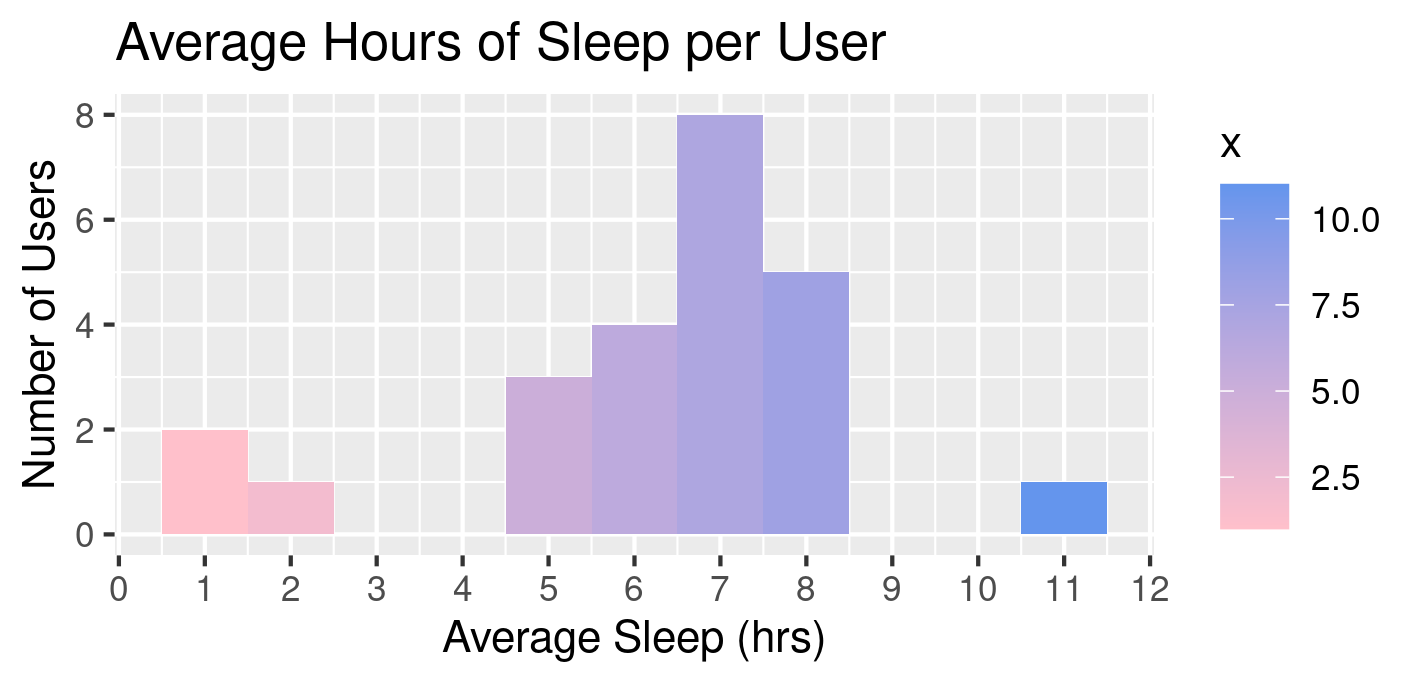 Average Hours of Sleep per User
Number of Users
8
6
4
2
0
0 1 2 3 4 5 6 7 8 9 10 11 12
Average Sleep (hrs)
x
10.0
7.5
5.0
2.5